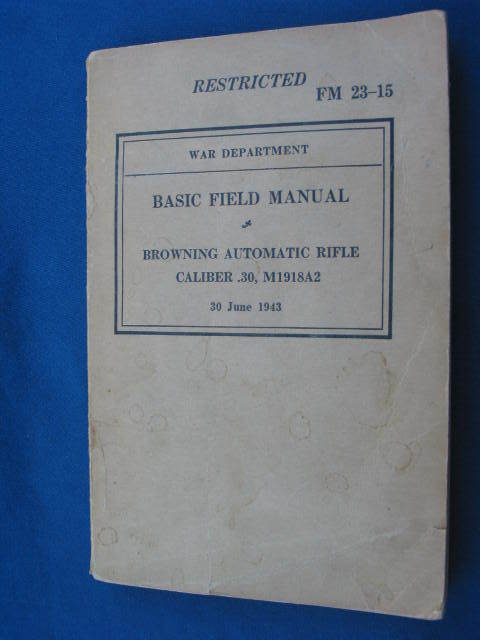 RESTRICTED
FM 23-15
WAR DEPARTMENT
BASIC FIELD MANUAL
BROWNING AUTOMATIC RIFLE
CALIBER .30, M1918A2
30 June 1943